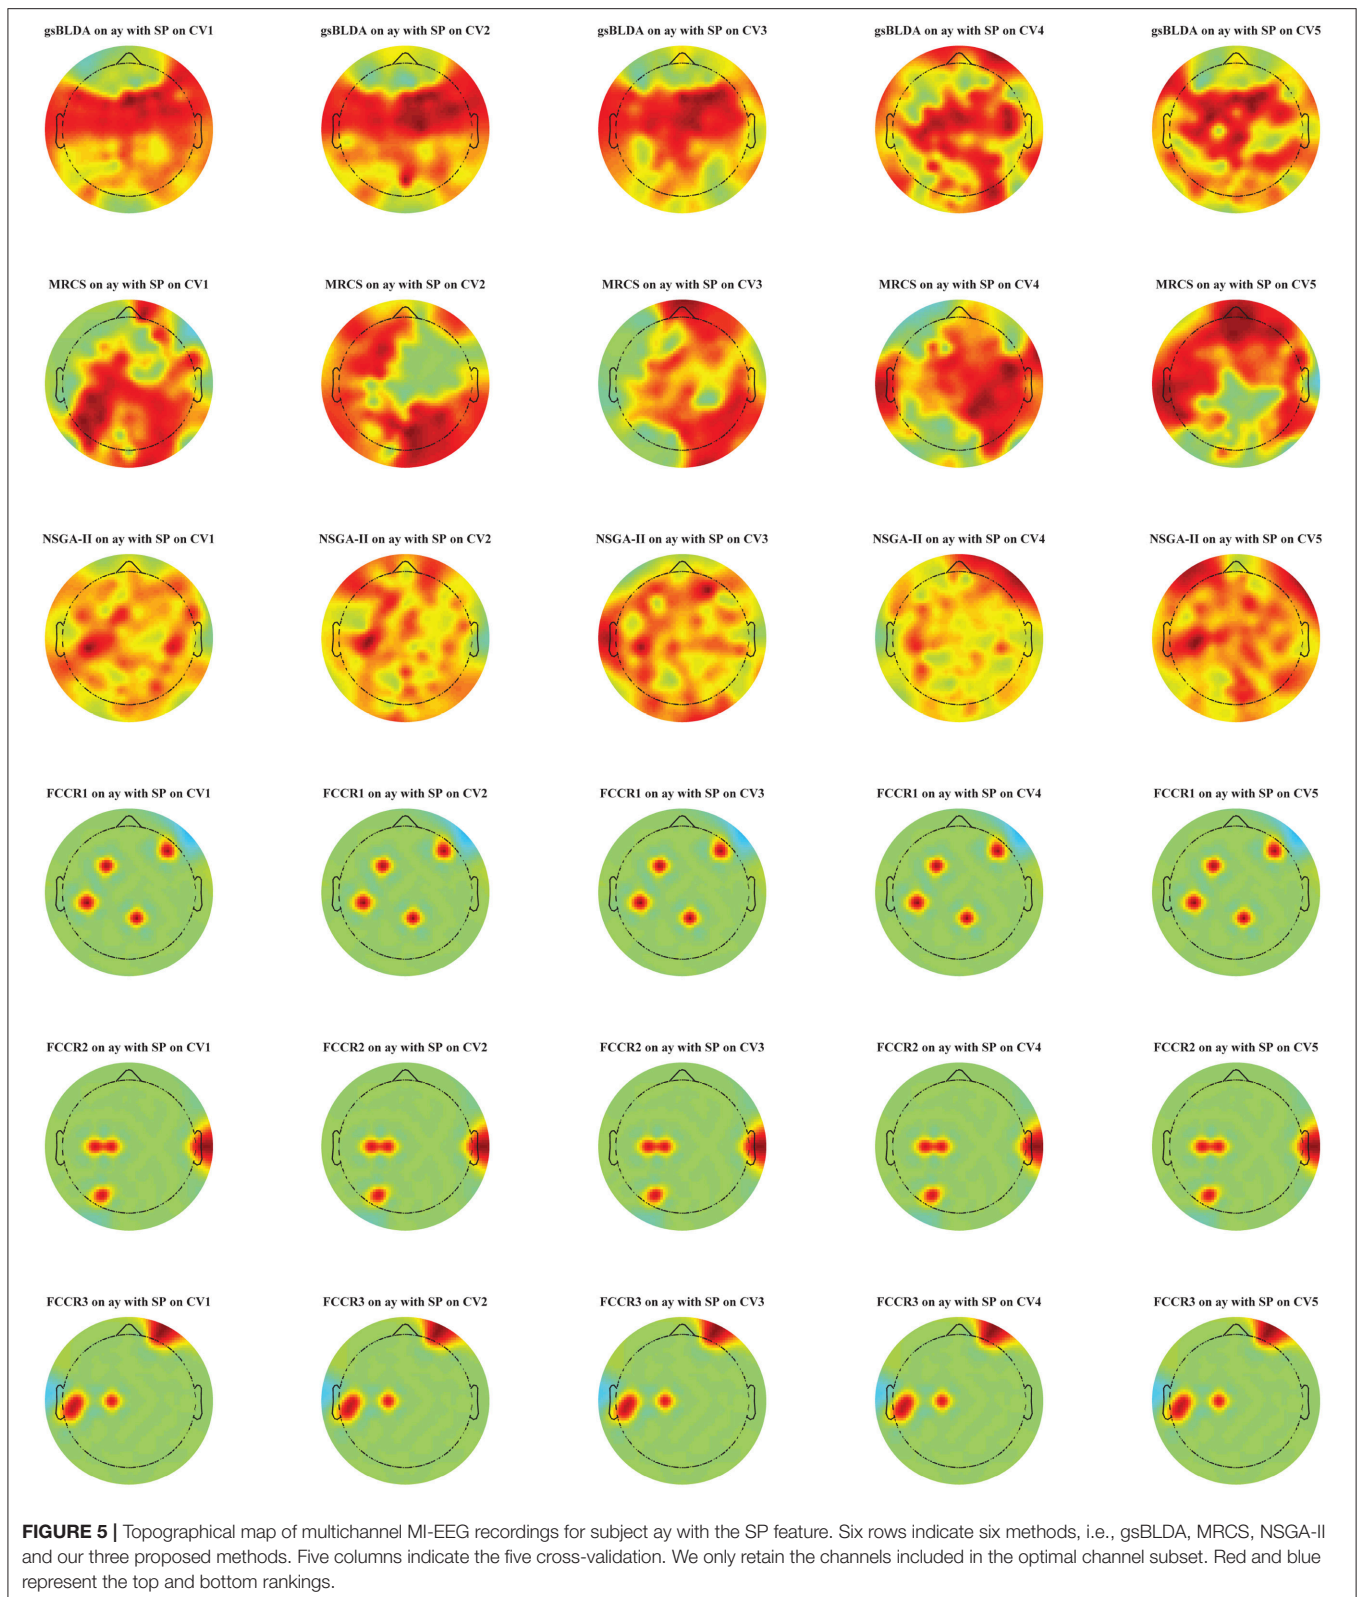 gsBLDA on ay with SP on CV1
gsBLDA on ay with SP on CV2
gsBLDA on ay with SP on CV3
gsBLDA on ay with SP on CV4
gsBLDA on ay with SP on CV5
MRCS on ay with SP on CV1
MRCS on ay with SP on CV2
MRCS on ay with SP on CV3
MRCS on ay with SP on CV4
MRCS on ay with SP on CV5
NSGA-II on ay with SP on CV1
NSGA-II on ay with SP on CV2
NSGA-II on ay with SP on CV3
NSGA-II on ay with SP on CV4
NSGA-II on ay with SP on CV5
FCCR1 on ay with SP on CV1
FCCR1 on ay with SP on CV2
FCCR1 on ay with SP on CV3
FCCR1 on ay with SP on CV4
FCCR1 on ay with SP on CV5
FCCR2 on ay with SP on CV1
FCCR2 on ay with SP on CV2
FCCR2 on ay with SP on CV3
FCCR2 on ay with SP on CV4
FCCR2 on ay with SP on CV5
FCCR3 on ay with SP on CV1
FCCR3 on ay with SP on CV2
FCCR3 on ay with SP on CV3
FCCR3 on ay with SP on CV4
FCCR3 on ay with SP on CV5
FIGURE 5 | Topographical map of multichannel MI-EEG recordings for subject ay with the SP feature. Six rows indicate six methods, i.e., gsBLDA, MRCS, NSGA-II
and our three proposed methods. Five columns indicate the five cross-validation. We only retain the channels included in the optimal channel subset. Red and blue
represent the top and bottom rankings.